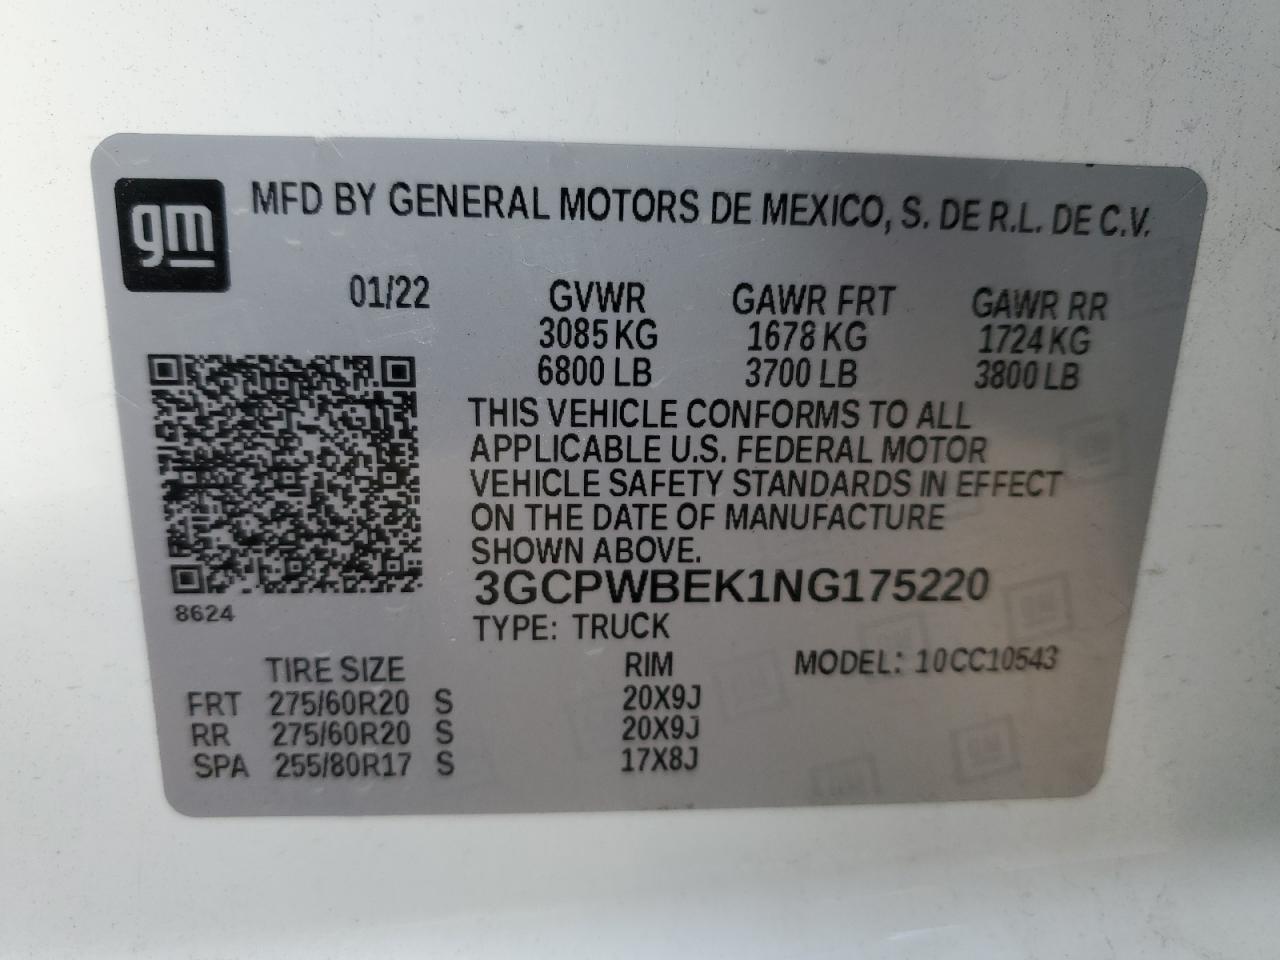 gm
MFD BY GENERAL MOTORS DE MEXICO, S. DE R.L. DE C.V.
01/22 GVWR GAWR FRT GAWR RR
3085 KG 1678 KG 1724 KG
6800 LB 3700 LB 3800 LB
THIS VEHICLE CONFORMS TO ALL
APPLICABLE U.S. FEDERAL MOTOR
VEHICLE SAFETY STANDARDS IN EFFECT
ON THE DATE OF MANUFACTURE
SHOWN ABOVE.
3GCPWBEK1NG175220
8624
TYPE: TRUCK
TIRE SIZE RIM MODEL: 10CC10543
FRT 275/60R20 S 20X9J
RR 275/60R20 S 20X9J
SPA 255/80R17 S 17X8J